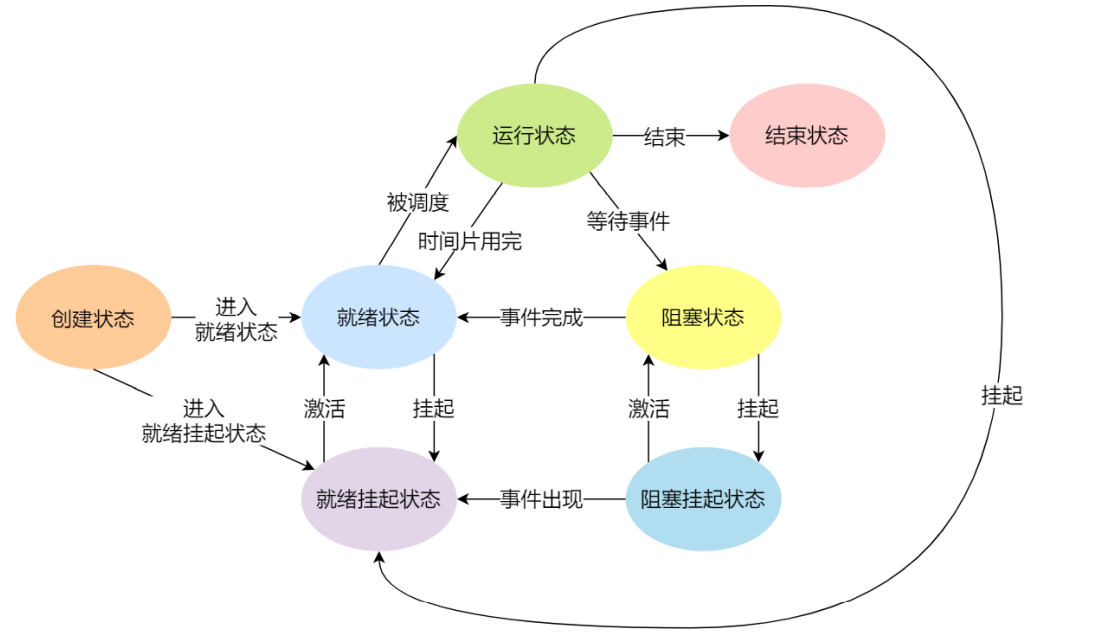 运行状态
结束
结束状态
被调度
时间片用完
等待事件
创建状态
进入
就绪状态
就绪状态
事件完成
阻塞状态
进入
就绪挂起状态
激活
挂起
激活
挂起
挂起
就绪挂起状态
事件出现
阻塞挂起状态